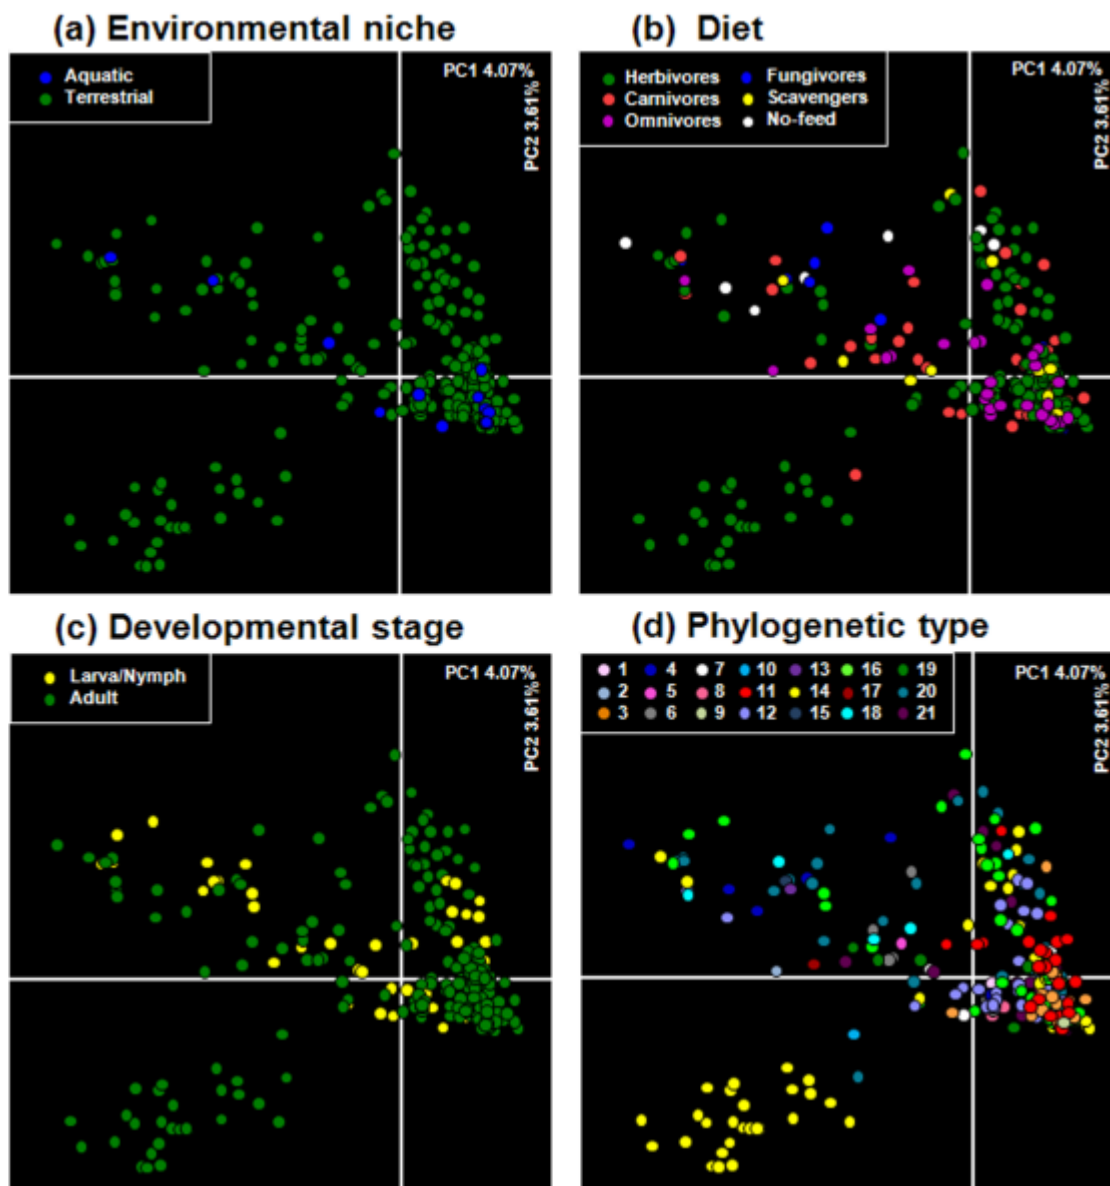 (a) Environmental niche
Aquatic
Terrestrial
PC1 4.07%
PC2 3.61%
(b) Diet
Herbivores Fungivores
Carnivores Scavengers
Omnivores No-feed
PC1 4.07%
PC2 3.61%
(c) Developmental stage
Larva/Nymph
Adult
PC1 4.07%
PC2 3.61%
(d) Phylogenetic type
1 4 7 10 13 16 19
2 5 8 11 14 17 20
3 6 9 12 15 18 21
PC1 4.07%
PC2 3.61%